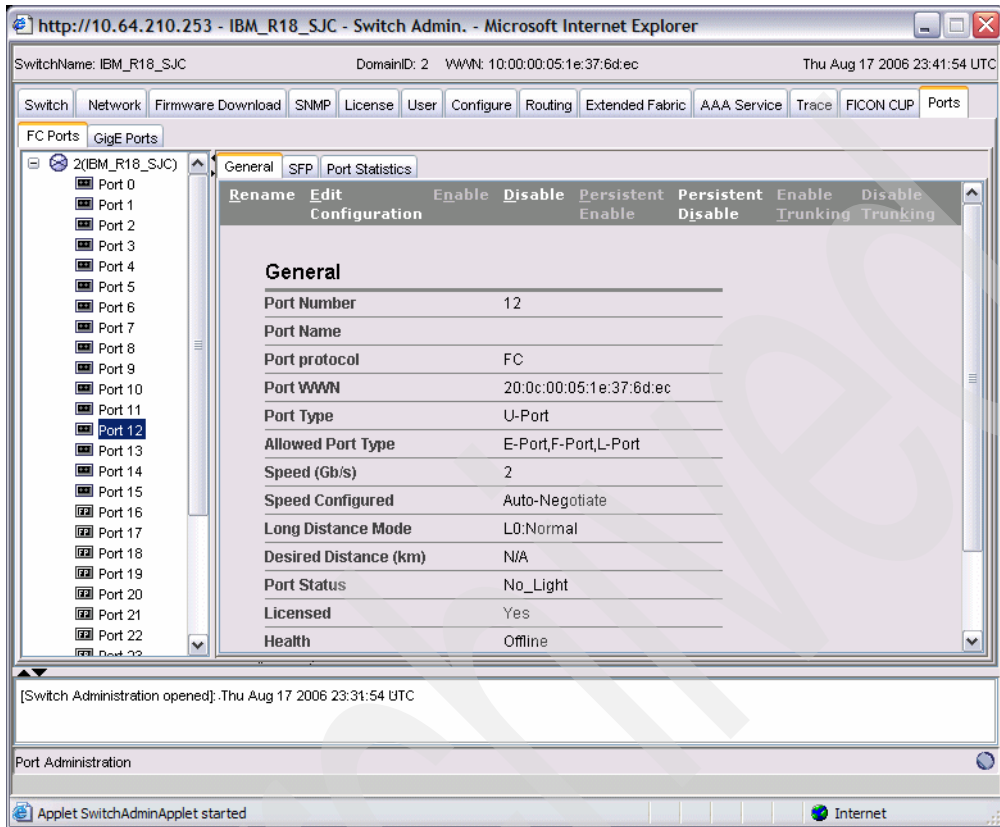 http://10.64.210.253 - IBM_R18_SJC - Switch Admin. - Microsoft Internet Explorer
SwitchName: IBM_R18_SJC DomainID: 2 WWN: 10:00:00:05:1e:37:6d:ec Thu Aug 17 2006 23:41:54 UTC
Switch Network Firmware Download SNMP License User Configure Routing Extended Fabric AAA Service Trace FICON CUP Ports
FC Ports GigE Ports
2(IBM_R18_SJC)
Port 0
Port 1
Port 2
Port 3
Port 4
Port 5
Port 6
Port 7
Port 8
Port 9
Port 10
Port 11
Port 12
Port 13
Port 14
Port 15
Port 16
Port 17
Port 18
Port 19
Port 20
Port 21
Port 22
Port 23
General SFP Port Statistics
Rename Edit Configuration Enable Disable Persistent Enable Persistent Disable Enable Trunking Disable Trunking
General
Port Number 12
Port Name
Port protocol FC
Port WWN 20:0c:00:05:1e:37:6d:ec
Port Type U-Port
Allowed Port Type E-Port,F-Port,L-Port
Speed (Gb/s) 2
Speed Configured Auto-Negotiate
Long Distance Mode L0:Normal
Desired Distance (km) N/A
Port Status No_Light
Licensed Yes
Health Offline
[Switch Administration opened]: Thu Aug 17 2006 23:31:54 UTC
Port Administration
Applet SwitchAdminApplet started Internet